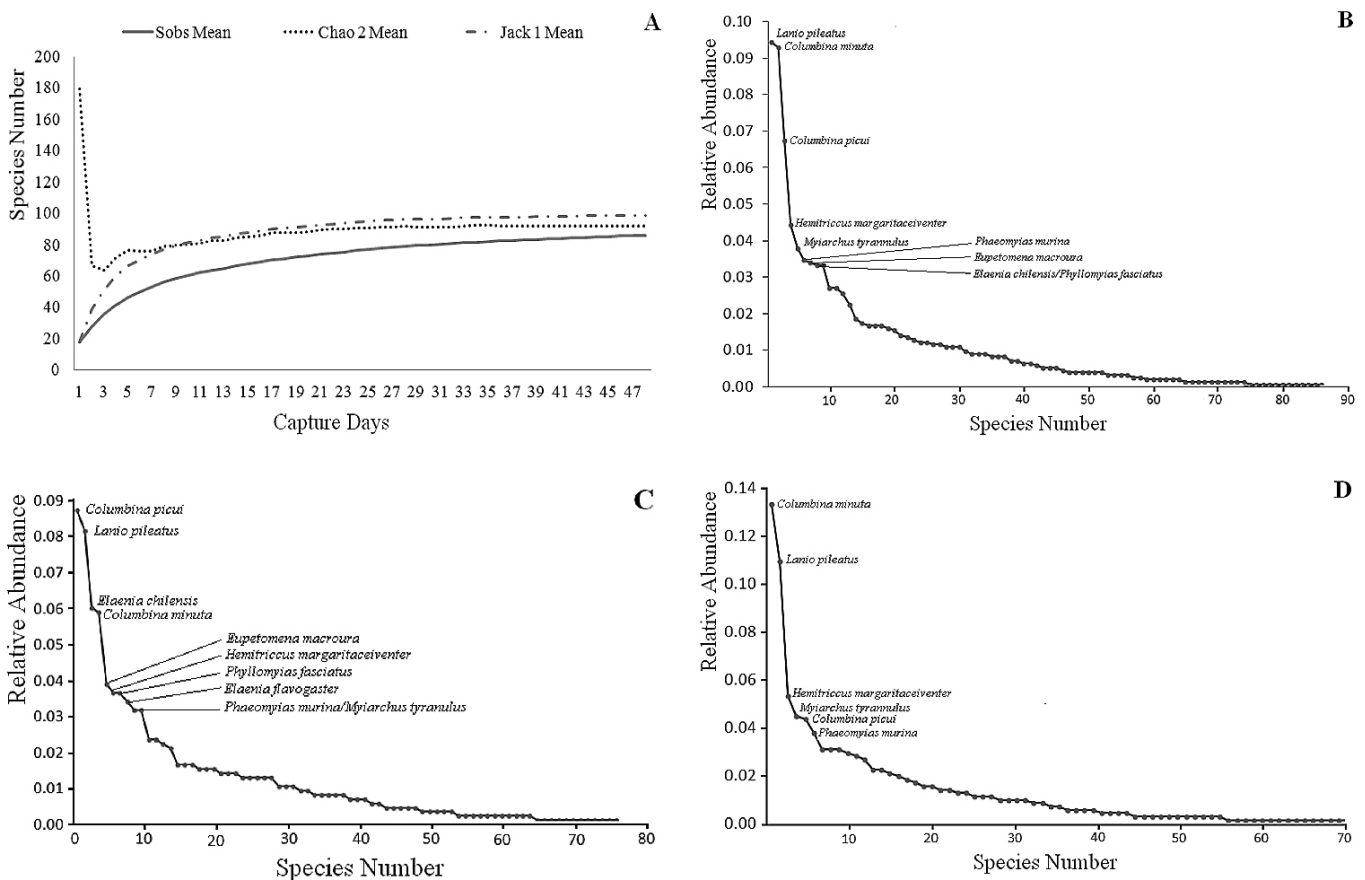 Sobs Mean Chao 2 Mean Jack 1 Mean A
Species Number
200
180
160
140
120
100
80
60
40
20
0
1 3 5 7 9 11 13 15 17 19 21 23 25 27 29 31 33 35 37 39 41 43 45 47
Capture Days
B
Relative Abundance
0.10
0.09
0.08
0.07
0.06
0.05
0.04
0.03
0.02
0.01
0.00
Lanio pileatus
Columbina minuta
Columbina picui
Hemitriccus margaritaceiventer
Myiarchus tyrannulus
Phaeomyias murina
Eupetomena macroura
Elaenia chilensis/Phyllomyias fasciatus
10 20 30 40 50 60 70 80 90
Species Number
C
Relative Abundance
0.09
0.08
0.07
0.06
0.05
0.04
0.03
0.02
0.01
0.00
Columbina picui
Lanio pileatus
Elaenia chilensis
Columbina minuta
Eupetomena macroura
Hemitriccus margaritaceiventer
Phyllomyias fasciatus
Elaenia flavogaster
Phaeomyias murina/Myiarchus tyranulus
0 10 20 30 40 50 60 70 80
Species Number
D
Relative Abundance
0.14
0.12
0.10
0.08
0.06
0.04
0.02
0.00
Columbina minuta
Lanio pileatus
Hemitriccus margaritaceiventer
Myiarchus tyrannulus
Columbina picui
Phaeomyias murina
10 20 30 40 50 60 70
Species Number